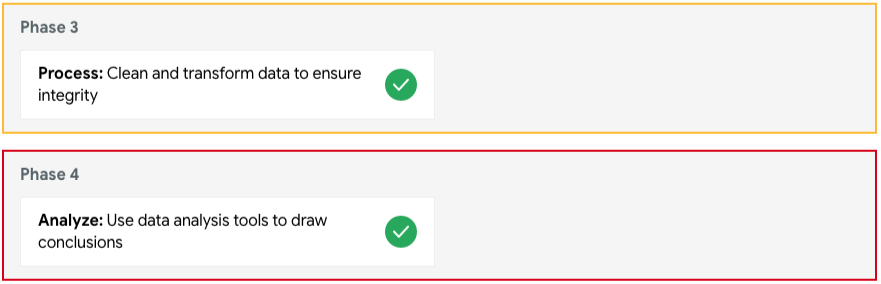 Phase 3
Process: Clean and transform data to ensure
integrity
Phase 4
Analyze: Use data analysis tools to draw
conclusions